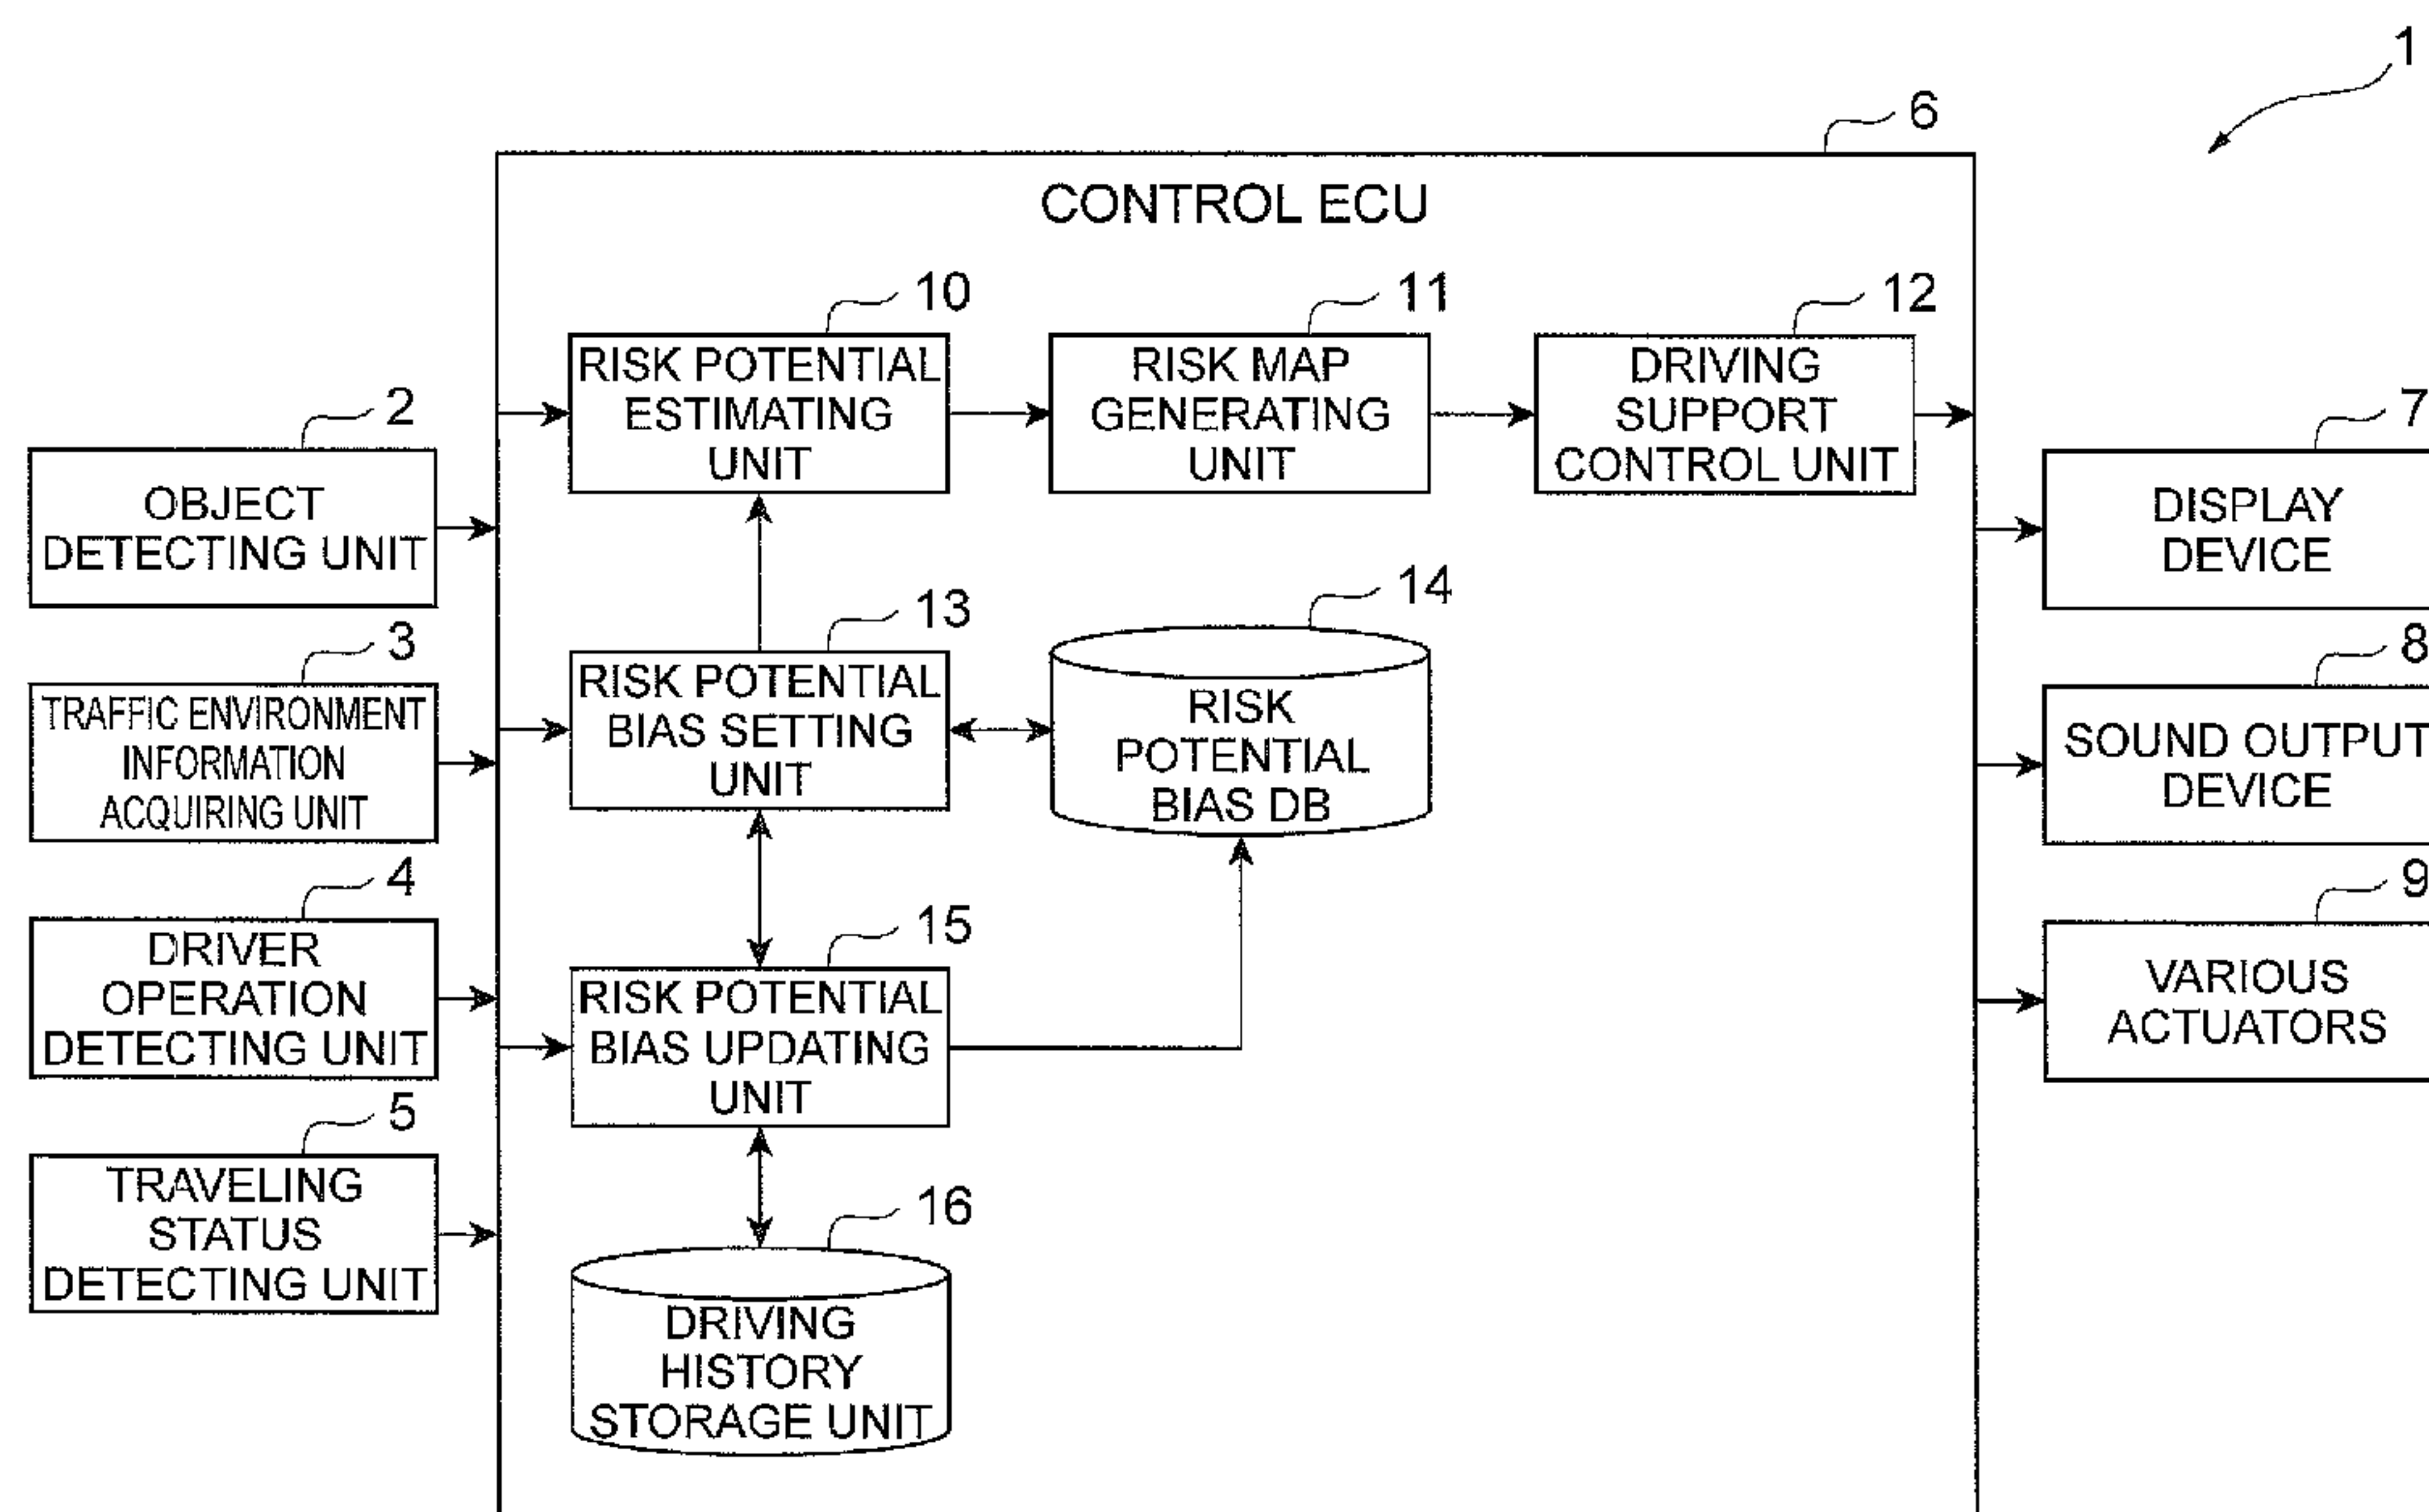 1
6
CONTROL ECU
10
RISK POTENTIAL
ESTIMATING
UNIT
11
RISK MAP
GENERATING
UNIT
12
DRIVING
SUPPORT
CONTROL UNIT
2
OBJECT
DETECTING UNIT
7
DISPLAY
DEVICE
13
RISK POTENTIAL
BIAS SETTING
UNIT
14
RISK
POTENTIAL
BIAS DB
3
TRAFFIC ENVIRONMENT
INFORMATION
ACQUIRING UNIT
8
SOUND OUTPUT
DEVICE
4
DRIVER
OPERATION
DETECTING UNIT
15
RISK POTENTIAL
BIAS UPDATING
UNIT
9
VARIOUS
ACTUATORS
5
TRAVELING
STATUS
DETECTING UNIT
16
DRIVING
HISTORY
STORAGE UNIT